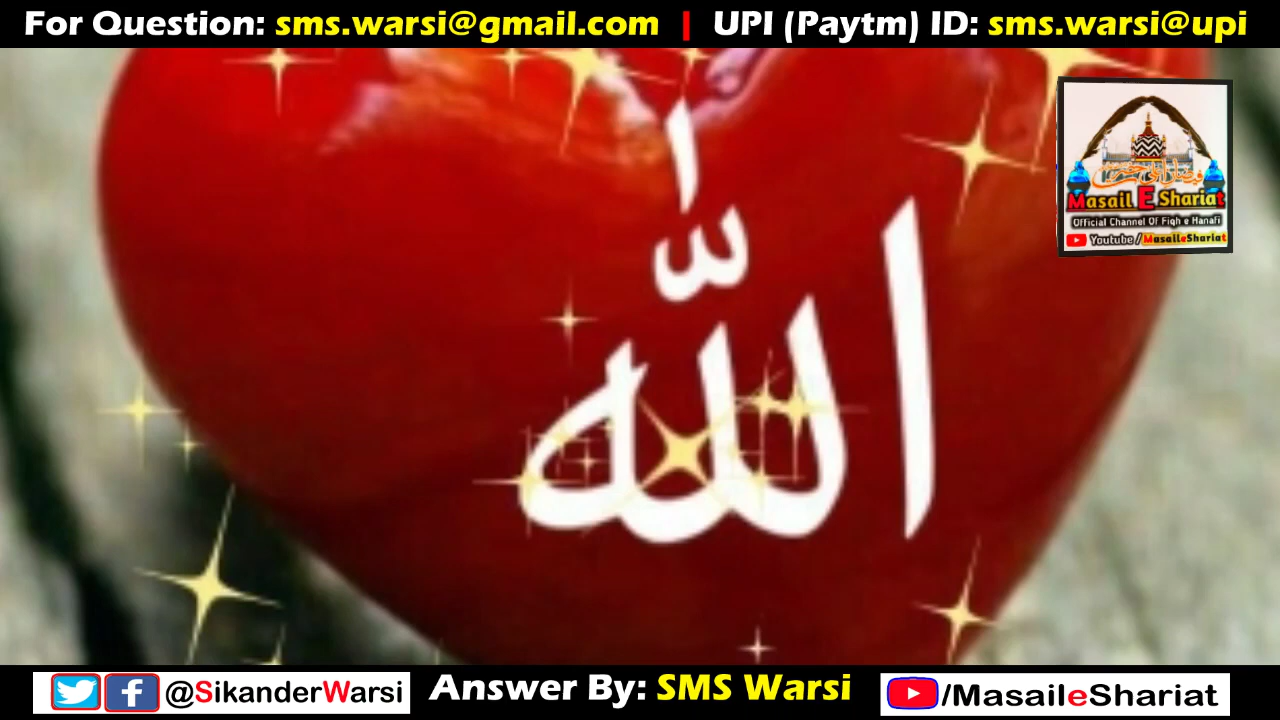 For Question: sms.warsi@gmail.com | UPI (Paytm) ID: sms.warsi@upi
Masail E Shariat
Official Channel Of Fiqh e Hanafi
Youtube / MasaileShariat
الله
@SikanderWarsi
Answer By: SMS Warsi
/MasaileShariat